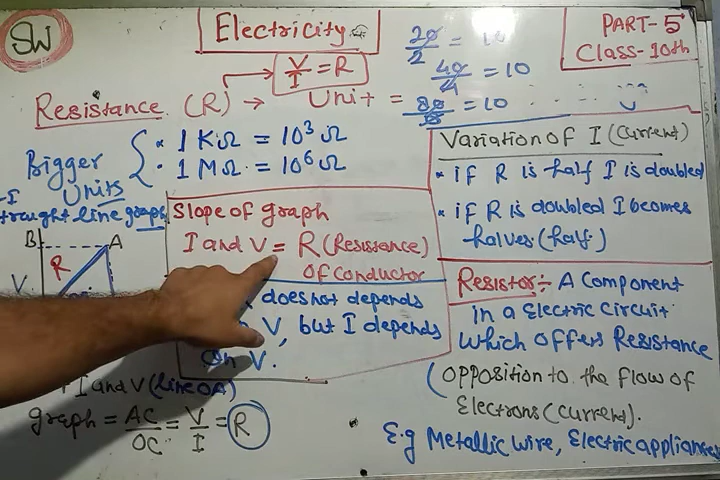 SW
Electricity
PART-5
Class-10th
V/I = R
20/2 = 10
40/4 = 10
80/8 = 10
Resistance (R) → Unit =
Bigger Units
• 1 KΩ = 10³ Ω
• 1 MΩ = 10⁶ Ω
Variation of I (Current)
• if R is half I is doubled
• if R is doubled I becomes
halves (half)
-I
traight line graph
B A
R
V
Slope of graph
I and V = R (Resistance)
Of Conductor
does not depends
V, but I depends
on V.
I and V (line OA)
graph = AC/OC = V/I = R
Resistor:- A Component
in a Electric Circuit
which offers Resistance
(Opposition to the flow of
Electrons (Current).
E.g Metallic wire, Electric appliances